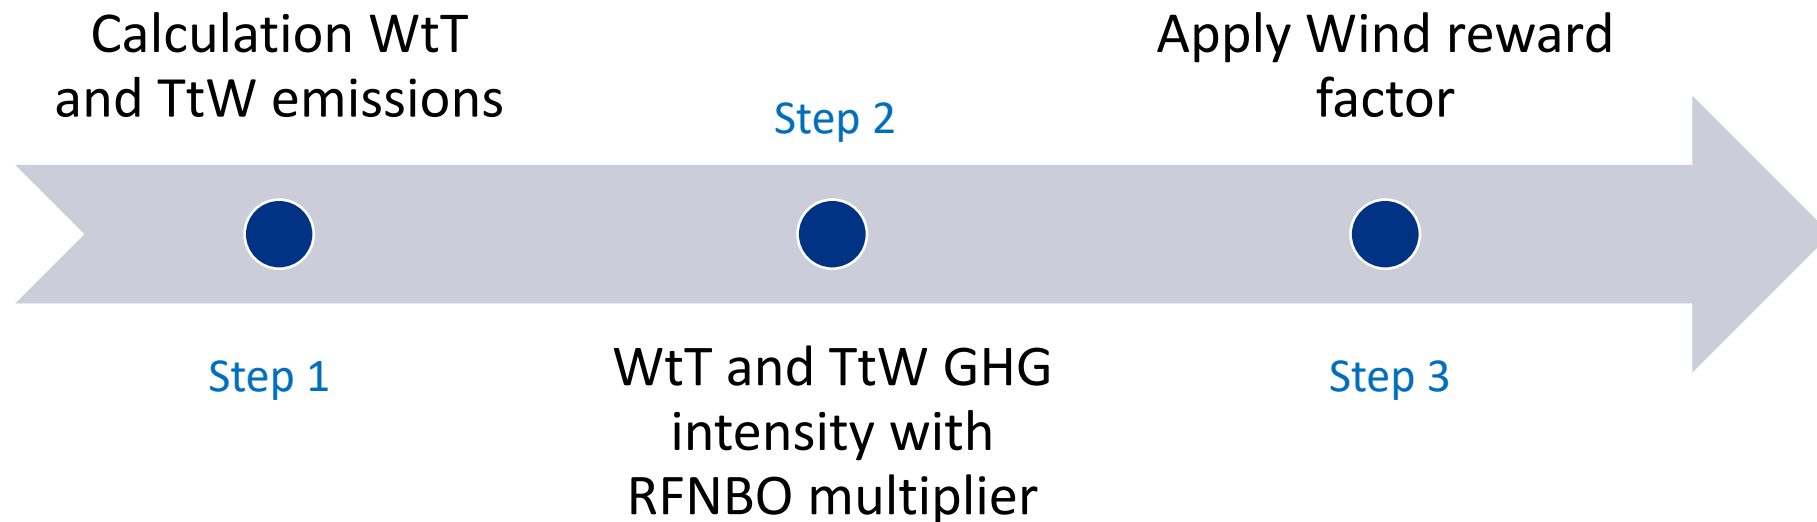 Calculation WtT
and TtW emissions
Step 1
Step 2
WtT and TtW GHG
intensity with
RFNBO multiplier
Apply Wind reward
factor
Step 3